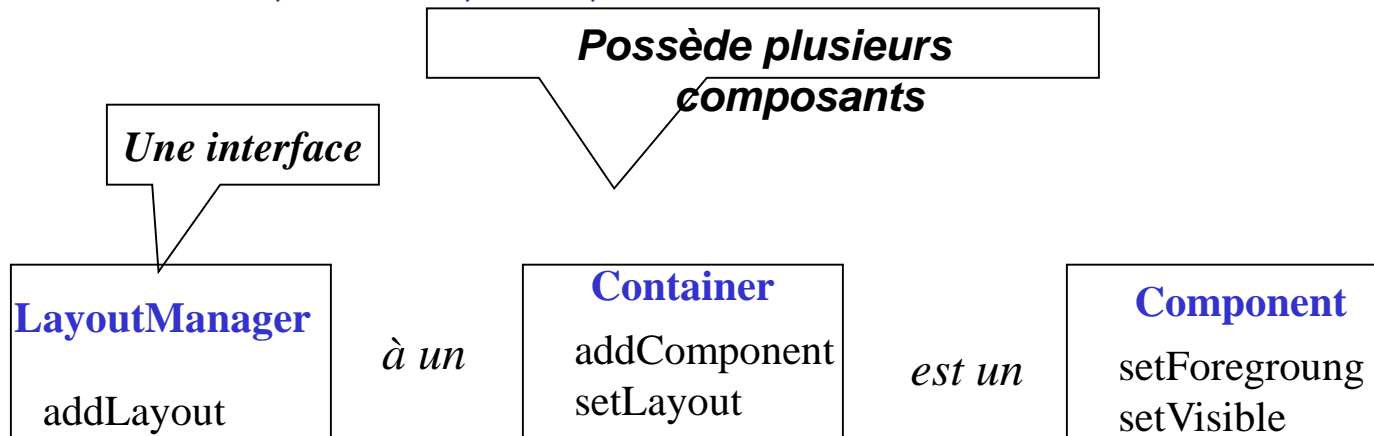 Possède plusieurs
composants
Une interface
LayoutManager
addLayout
à un
Container
addComponent
setLayout
est un
Component
setForegroung
setVisible